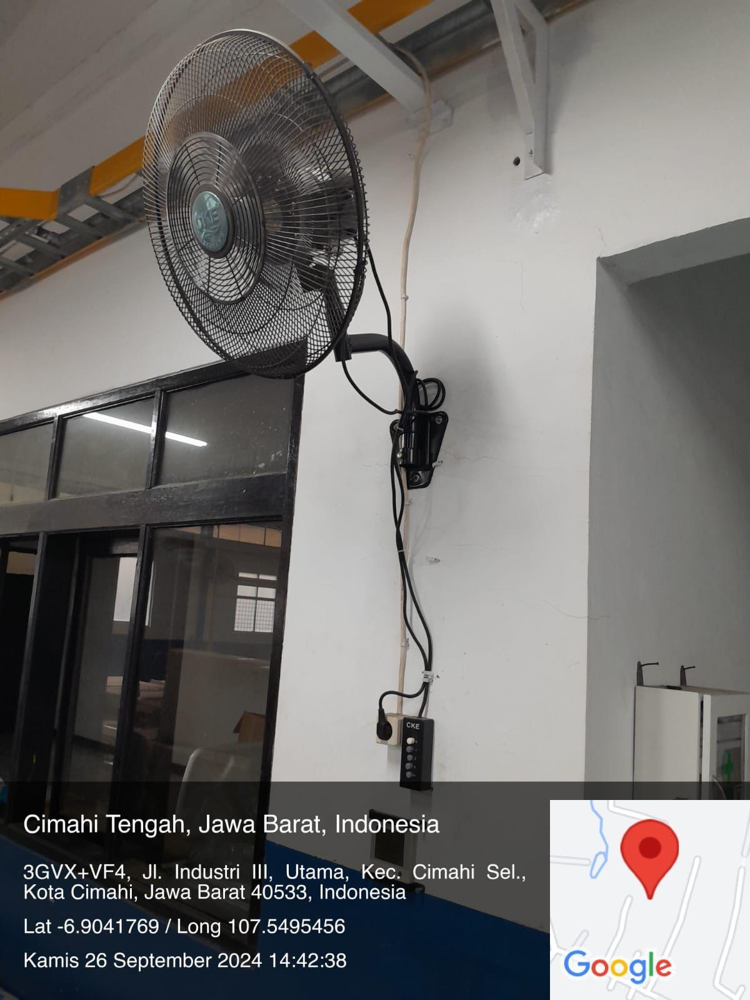 CKE
Cimahi Tengah, Jawa Barat, Indonesia
3GVX+VF4, Jl. Industri III, Utama, Kec. Cimahi Sel.,
Kota Cimahi, Jawa Barat 40533, Indonesia
Lat -6.9041769 / Long 107.5495456
Kamis 26 September 2024 14:42:38
Google